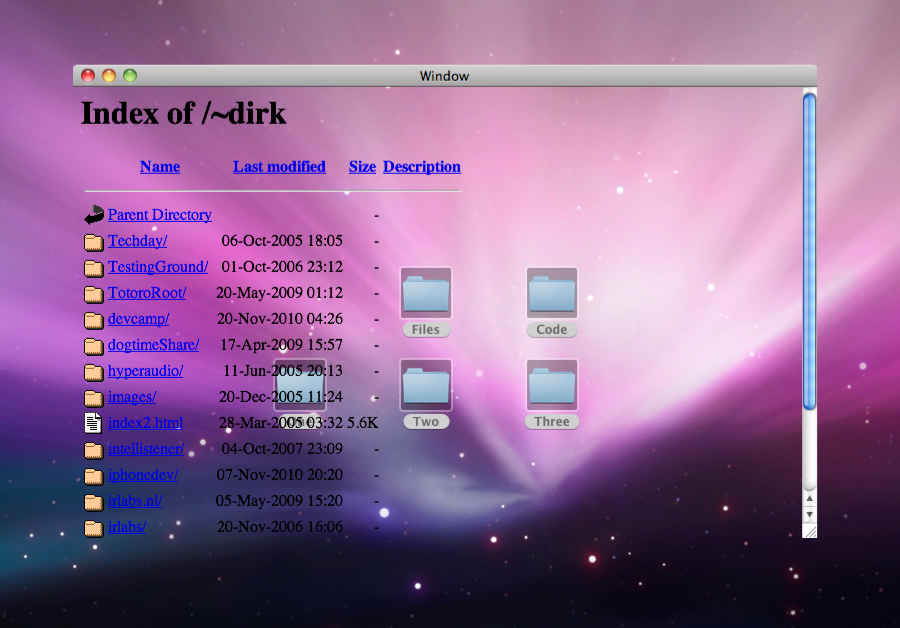 Window
Index of /~dirk
Name Last modified Size Description
Parent Directory -
Techday/ 06-Oct-2005 18:05 -
TestingGround/ 01-Oct-2006 23:12 -
TotoroRoot/ 20-May-2009 01:12 -
devcamp/ 20-Nov-2010 04:26 -
Files Code
dogtimeShare/ 17-Apr-2009 15:57 -
hyperaudio/ 11-Jun-2005 20:13 -
images/ 20-Dec-2005 11:24 -
index2.html 28-Mar-2005 03:32 5.6K
One Two Three
intellistener/ 04-Oct-2007 23:09 -
iphonedev/ 07-Nov-2010 20:20 -
irlabs.nl/ 05-May-2009 15:20 -
irlabs/ 20-Nov-2006 16:06 -